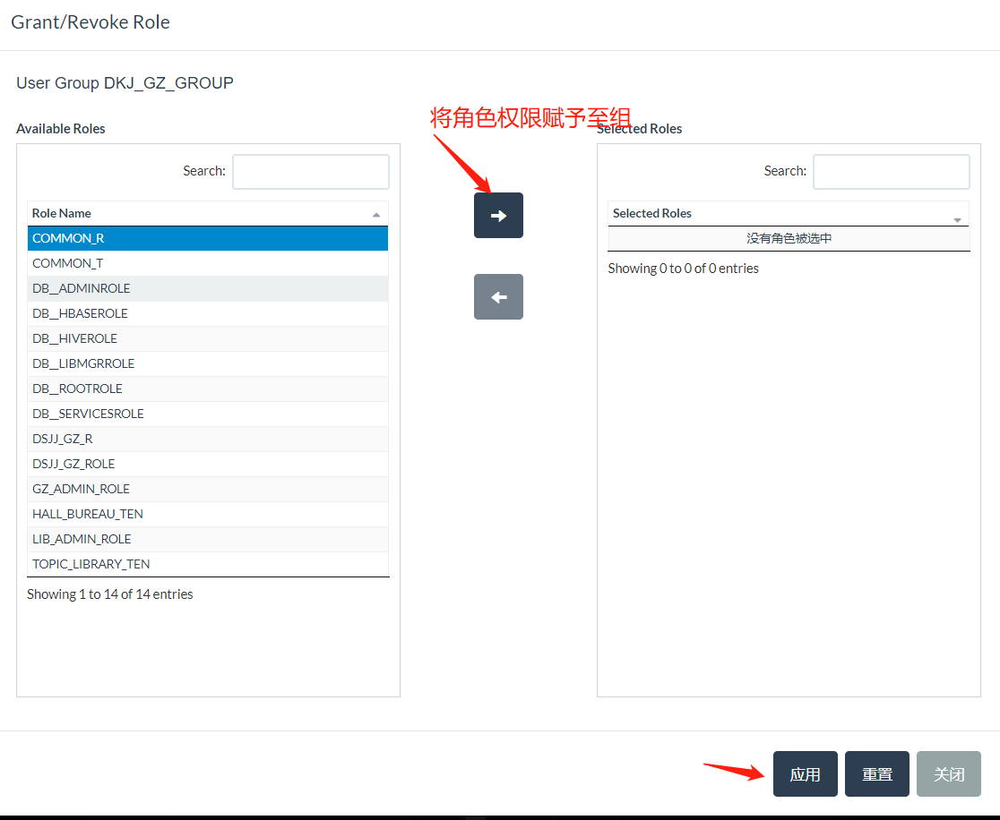 Grant/Revoke Role
User Group DKJ_GZ_GROUP
将角色权限赋予至组
Available Roles
Search:
Role Name
COMMON_R
COMMON_T
DB__ADMINROLE
DB__HBASEROLE
DB__HIVEROLE
DB__LIBMGRROLE
DB__ROOTROLE
DB__SERVICESROLE
DSJJ_GZ_R
DSJJ_GZ_ROLE
GZ_ADMIN_ROLE
HALL_BUREAU_TEN
LIB_ADMIN_ROLE
TOPIC_LIBRARY_TEN
Showing 1 to 14 of 14 entries
Selected Roles
Search:
Selected Roles
没有角色被选中
Showing 0 to 0 of 0 entries
应用
重置
关闭